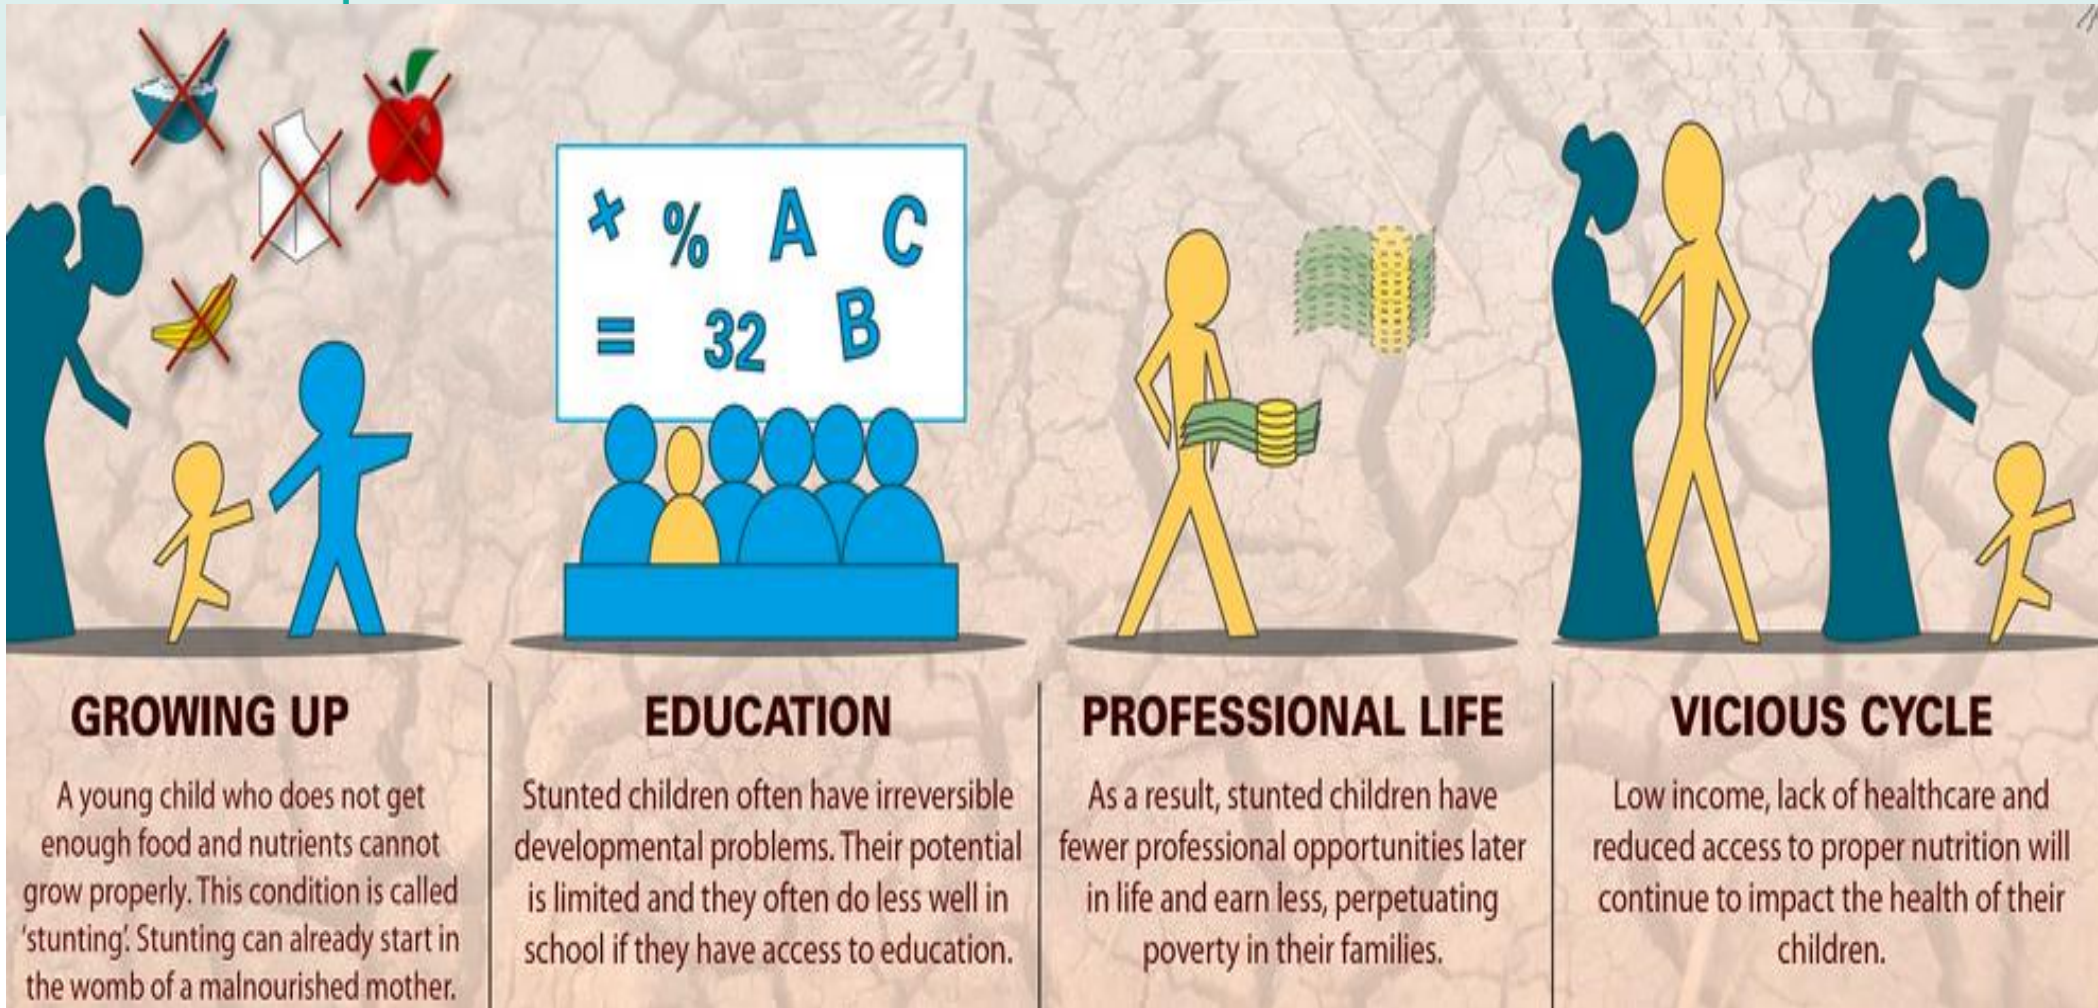 + % A C
= 32 B
GROWING UP
A young child who does not get
enough food and nutrients cannot
grow properly. This condition is called
'stunting'. Stunting can already start in
the womb of a malnourished mother.
EDUCATION
Stunted children often have irreversible
developmental problems. Their potential
is limited and they often do less well in
school if they have access to education.
PROFESSIONAL LIFE
As a result, stunted children have
fewer professional opportunities later
in life and earn less, perpetuating
poverty in their families.
VICIOUS CYCLE
Low income, lack of healthcare and
reduced access to proper nutrition will
continue to impact the health of their
children.